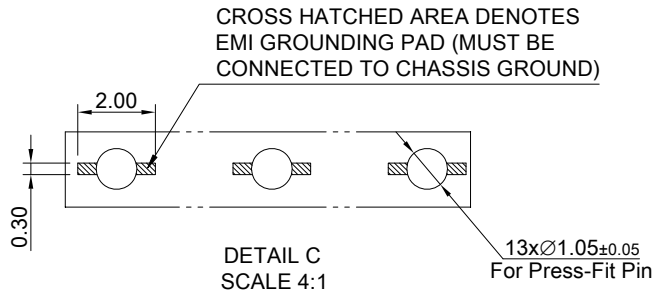 CROSS HATCHED AREA DENOTES
EMI GROUNDING PAD (MUST BE
CONNECTED TO CHASSIS GROUND)
2.00
0.30
13x∅1.05±0.05
For Press-Fit Pin
DETAIL C
SCALE 4:1